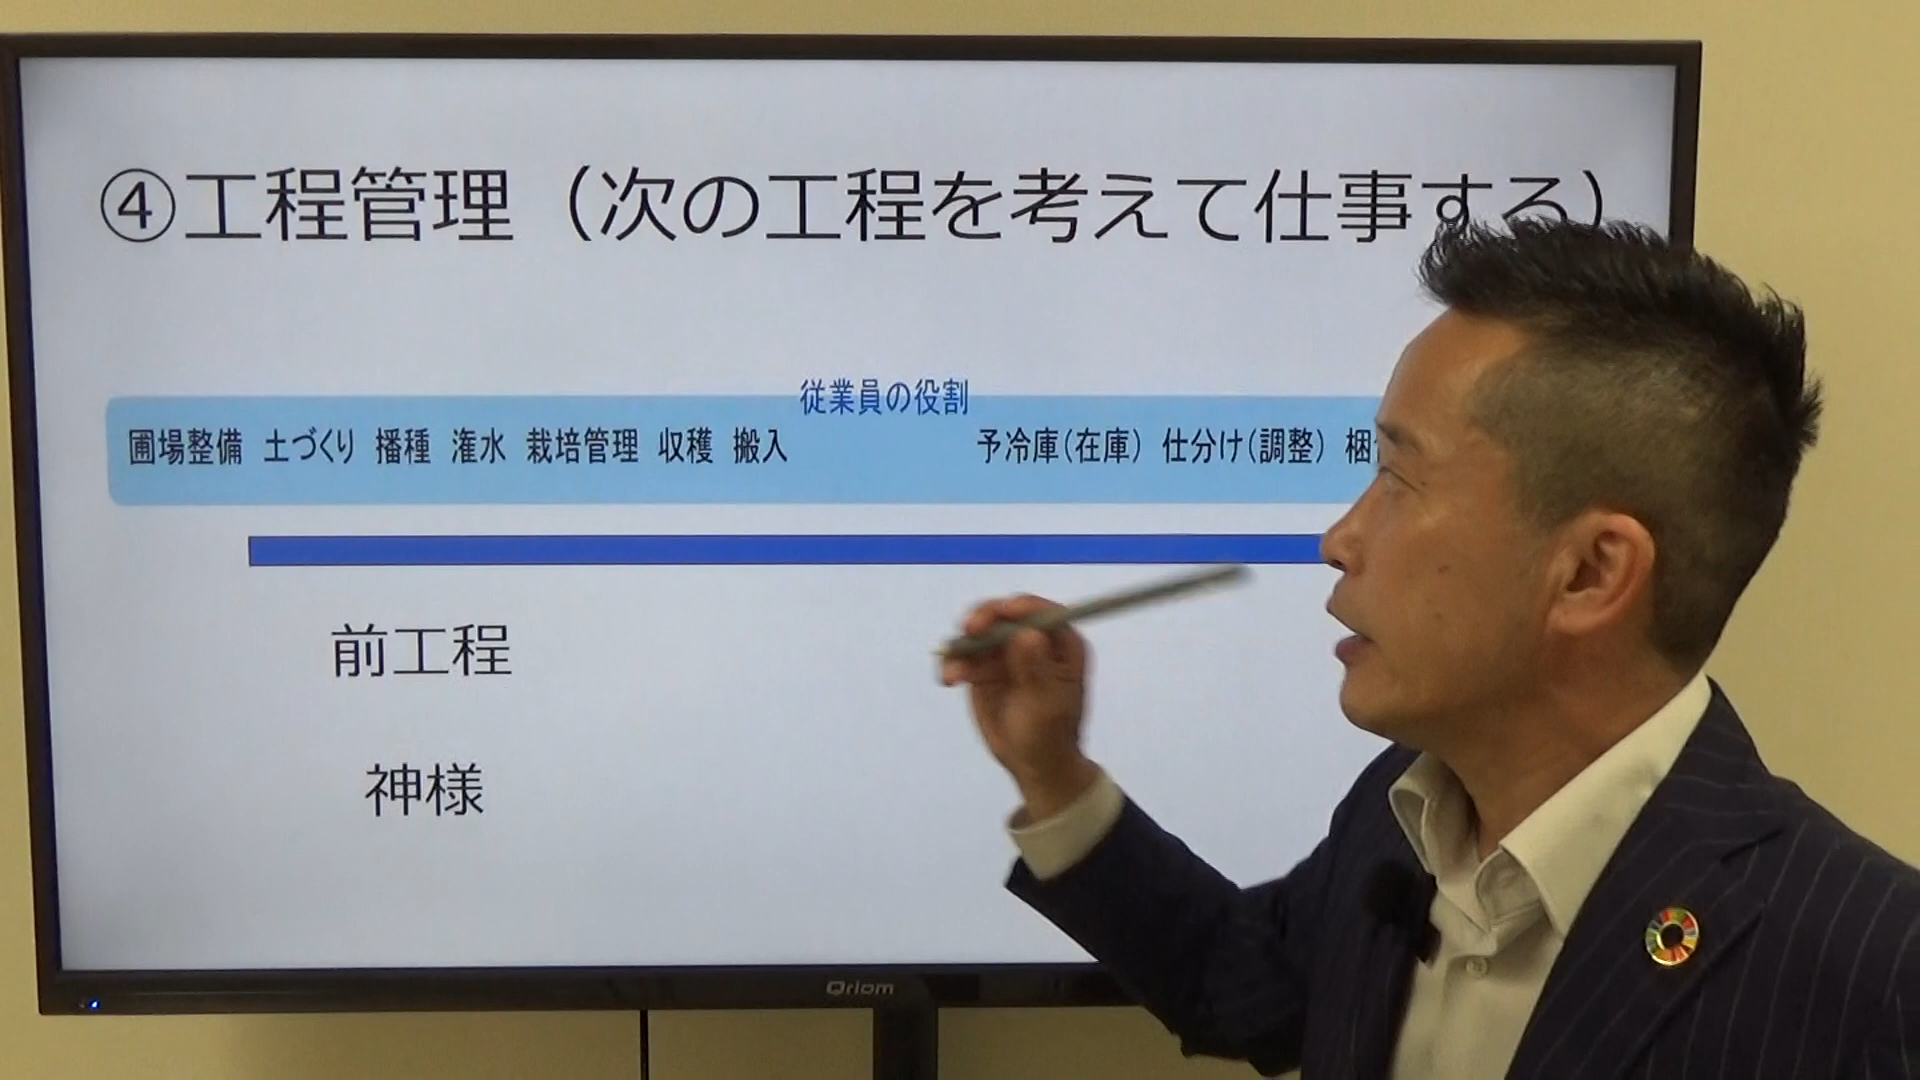 ④工程管理（次の工程を考えて仕事する）
従業員の役割
圃場整備 土づくり 播種 潅水 栽培管理 収穫 搬入 予冷庫（在庫） 仕分け（調整） 梱
前工程
神様
Qriom